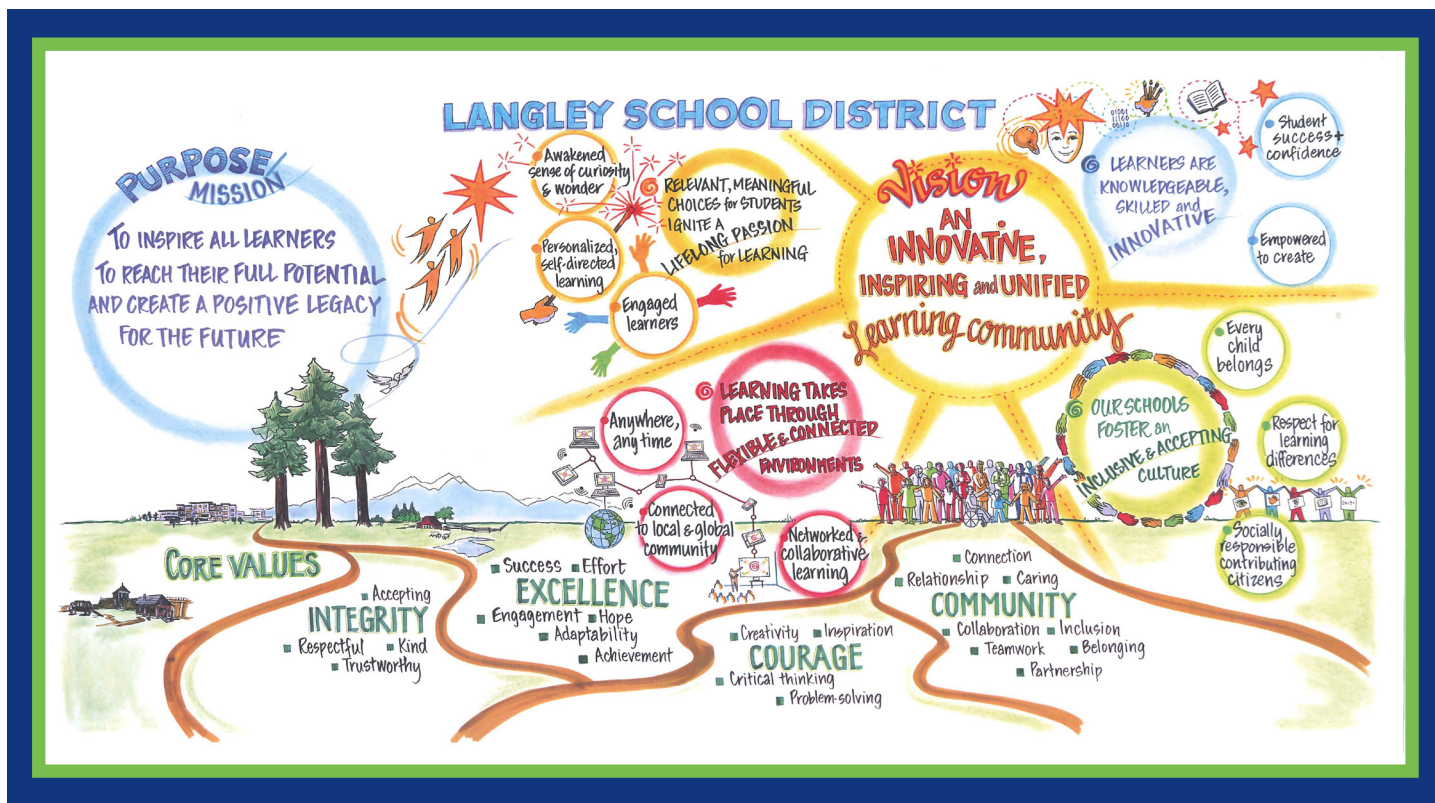 LANGLEY SCHOOL DISTRICT
PURPOSE/
MISSION
TO INSPIRE ALL LEARNERS
TO REACH THEIR FULL POTENTIAL
AND CREATE A POSITIVE LEGACY
FOR THE FUTURE
Awakened
sense of curiosity
& wonder
Personalized,
self-directed
learning
Engaged
learners
RELEVANT, MEANINGFUL
CHOICES for STUDENTS
IGNITE A
LIFELONG PASSION
for LEARNING
Vision
AN
INNOVATIVE,
INSPIRING and UNIFIED
Learning community
01001
11100
00110
LEARNERS ARE
KNOWLEDGEABLE,
SKILLED and
INNOVATIVE
Student
success +
confidence
Empowered
to create
LEARNING TAKES
PLACE THROUGH
FLEXIBLE & CONNECTED
ENVIRONMENTS
Anywhere,
any time
Connected
to local & global
community
Networked &
collaborative
learning
OUR SCHOOLS
FOSTER an
INCLUSIVE & ACCEPTING
CULTURE
Every
child
belongs
Respect for
learning
differences
Socially
responsible
contributing
citizens
CORE VALUES
Accepting
INTEGRITY
Respectful Kind
Trustworthy
Success Effort
EXCELLENCE
Engagement Hope
Adaptability
Achievement
Creativity Inspiration
COURAGE
Critical thinking
Problem-solving
Connection
Relationship Caring
COMMUNITY
Collaboration Inclusion
Teamwork Belonging
Partnership